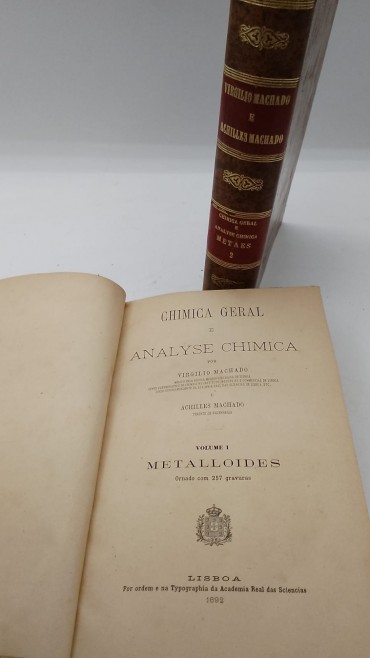 VIRGILIO MACHADO
E
ACHILLES MACHADO
CHIMICA GERAL
E
ANALYSE CHIMICA
METAES
2
CHIMICA GERAL
E
ANALYSE CHIMICA
POR
VIRGILIO MACHADO
E
ACHILLES MACHADO
VOLUME I
METALLOIDES
Ornado com 257 gravuras
LISBOA
Por ordem e na Typographia da Academia Real das Sciencias
1892